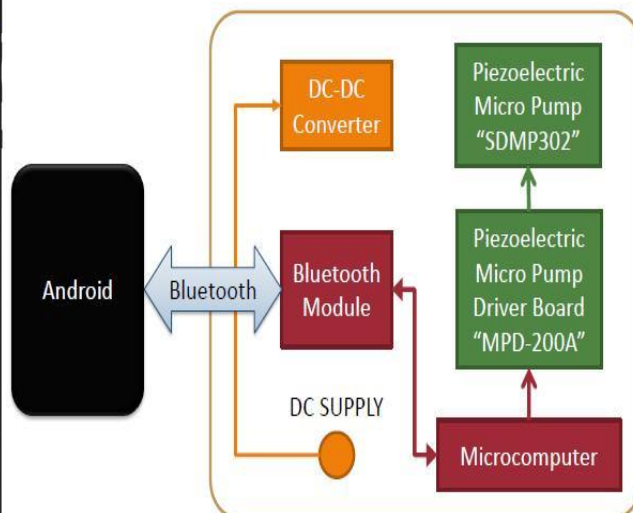 DC-DC
Converter
Piezoelectric
Micro Pump
“SDMP302”
Android
Bluetooth
Bluetooth
Module
Piezoelectric
Micro Pump
Driver Board
“MPD-200A”
DC SUPPLY
Microcomputer